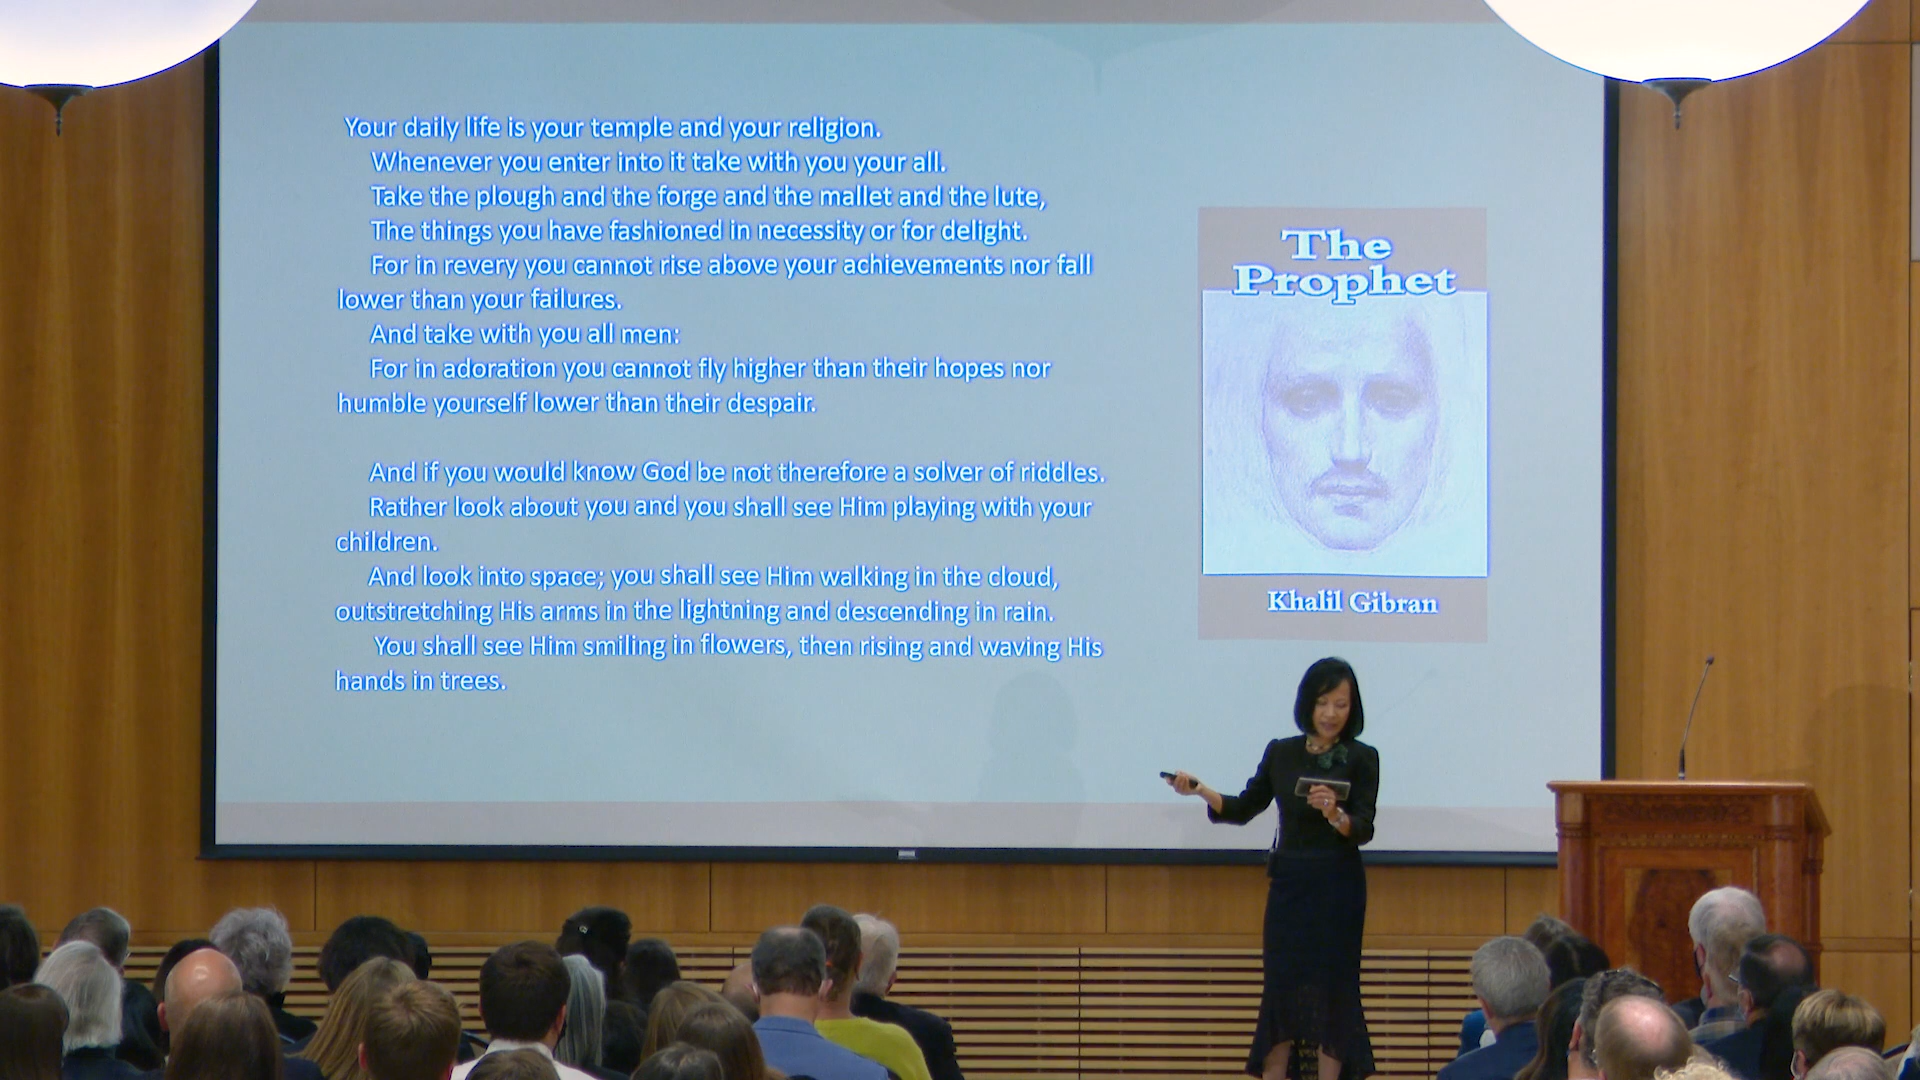 Your daily life is your temple and your religion.
Whenever you enter into it take with you your all.
Take the plough and the forge and the mallet and the lute,
The things you have fashioned in necessity or for delight.
For in revery you cannot rise above your achievements nor fall
lower than your failures.
And take with you all men:
For in adoration you cannot fly higher than their hopes nor
humble yourself lower than their despair.
And if you would know God be not therefore a solver of riddles.
Rather look about you and you shall see Him playing with your
children.
And look into space; you shall see Him walking in the cloud,
outstretching His arms in the lightning and descending in rain.
You shall see Him smiling in flowers, then rising and waving His
hands in trees.
The
Prophet
Khalil Gibran